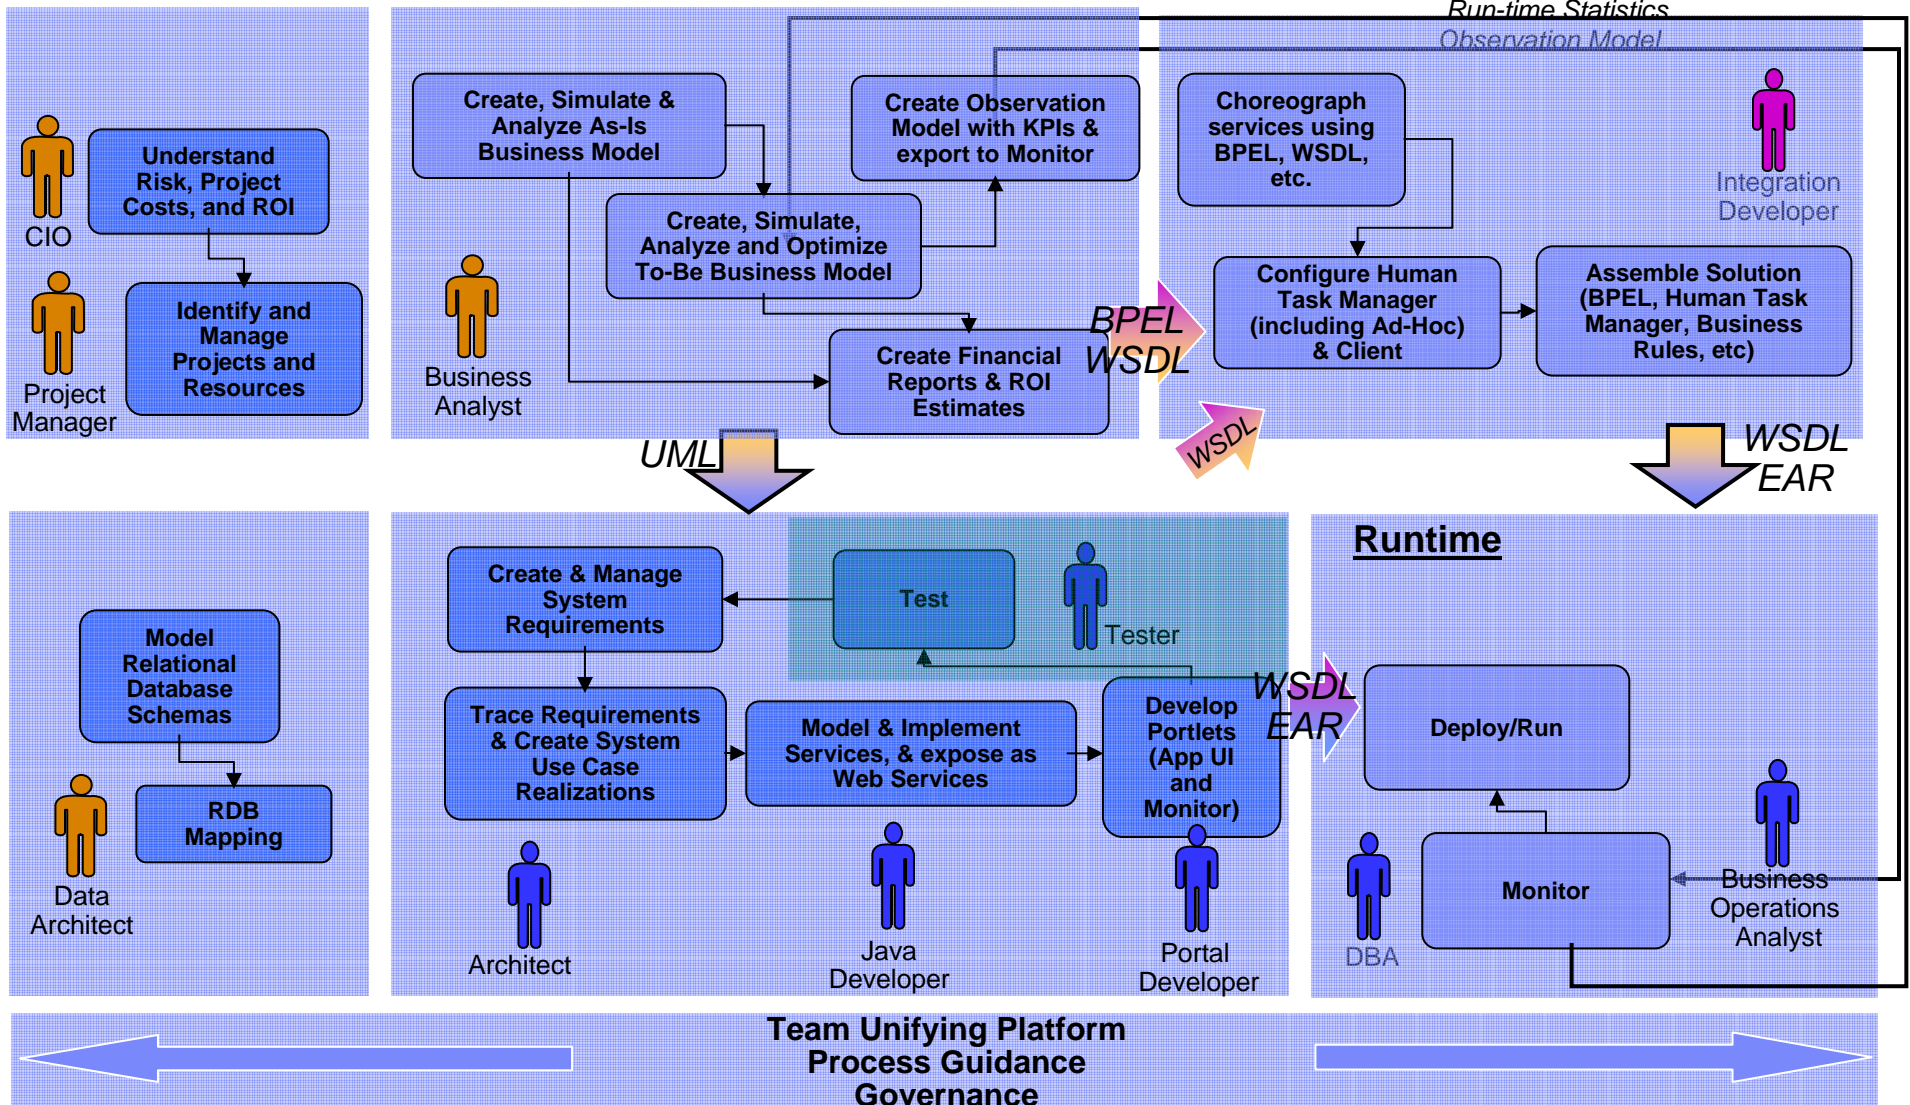 Run-time Statistics
Observation Model
Understand
Risk, Project
Costs, and ROI
CIO
Identify and
Manage
Projects and
Resources
Project
Manager
Create, Simulate &
Analyze As-Is
Business Model
Create Observation
Model with KPIs &
export to Monitor
Create, Simulate,
Analyze and Optimize
To-Be Business Model
Business
Analyst
Create Financial
Reports & ROI
Estimates
BPEL
WSDL
Choreograph
services using
BPEL, WSDL,
etc.
Integration
Developer
Configure Human
Task Manager
(including Ad-Hoc)
& Client
Assemble Solution
(BPEL, Human Task
Manager, Business
Rules, etc)
UML
WSDL
WSDL
EAR
Model
Relational
Database
Schemas
RDB
Mapping
Data
Architect
Create & Manage
System
Requirements
Test
Tester
Trace Requirements
& Create System
Use Case
Realizations
Model & Implement
Services, & expose as
Web Services
Develop
Portlets
(App UI
and
Monitor)
WSDL
EAR
Architect
Java
Developer
Portal
Developer
Runtime
Deploy/Run
Monitor
DBA
Business
Operations
Analyst
Team Unifying Platform
Process Guidance
Governance